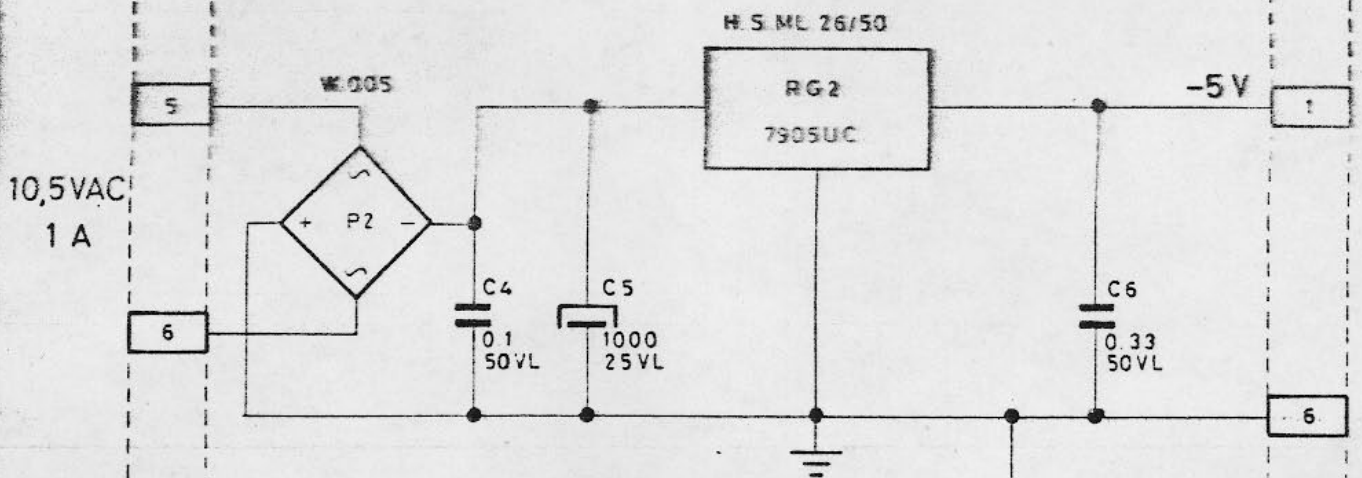 H.S. ML 26/50
W.005
5
RG2
7905UC
-5 V
1
10,5VAC
1 A
+ P2 -
6
C4
0.1
50VL
C5
1000
25VL
C6
0.33
50VL
6